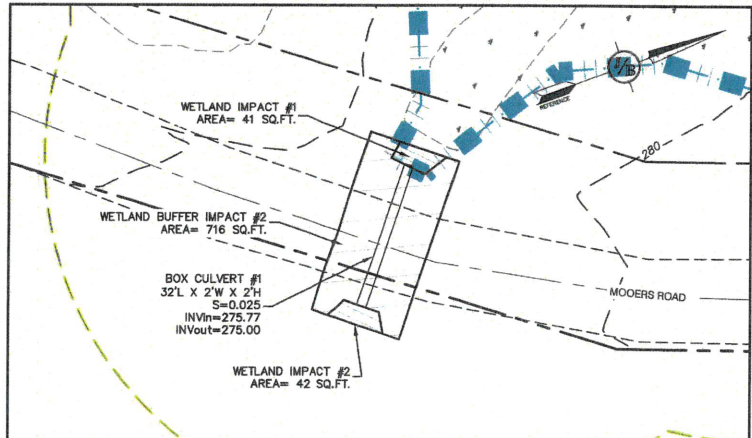 WETLAND IMPACT #1
AREA= 41 SQ.FT.
REFERENCE
280
WETLAND BUFFER IMPACT #2
AREA= 716 SQ.FT.
BOX CULVERT #1
32'L X 2'W X 2'H
S=0.025
INVin=275.77
INVout=275.00
MOOERS ROAD
WETLAND IMPACT #2
AREA= 42 SQ.FT.